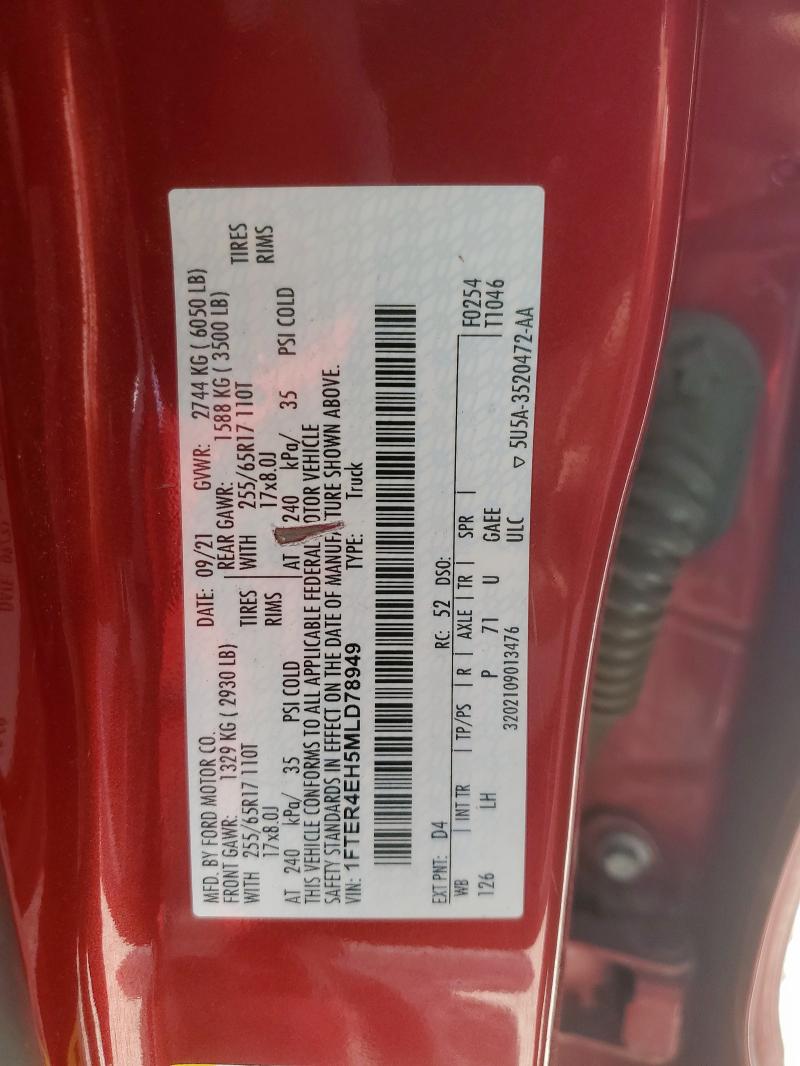 MFD. BY FORD MOTOR CO. DATE: 09/21 GVWR: 2744 KG ( 6050 LB)
FRONT GAWR: 1329 KG ( 2930 LB) REAR GAWR: 1588 KG ( 3500 LB)
WITH 255/65R17 110T TIRES WITH 255/65R17 110T TIRES
17x8.0J RIMS 17x8.0J RIMS
AT 240 kPa/ 35 PSI COLD AT 240 kPa/ 35 PSI COLD
THIS VEHICLE CONFORMS TO ALL APPLICABLE FEDERAL OTOR VEHICLE
SAFETY STANDARDS IN EFFECT ON THE DATE OF MANUFA TURE SHOWN ABOVE.
VIN: 1FTER4EH5MLD78949 TYPE: Truck
EXT PNT: D4 RC: 52 DSO: F0254
WB INT TR TP/PS R AXLE TR SPR T1046
126 LH P 71 U GAEE
3202109013476 ULC ▽ 5U5A-3520472-AA